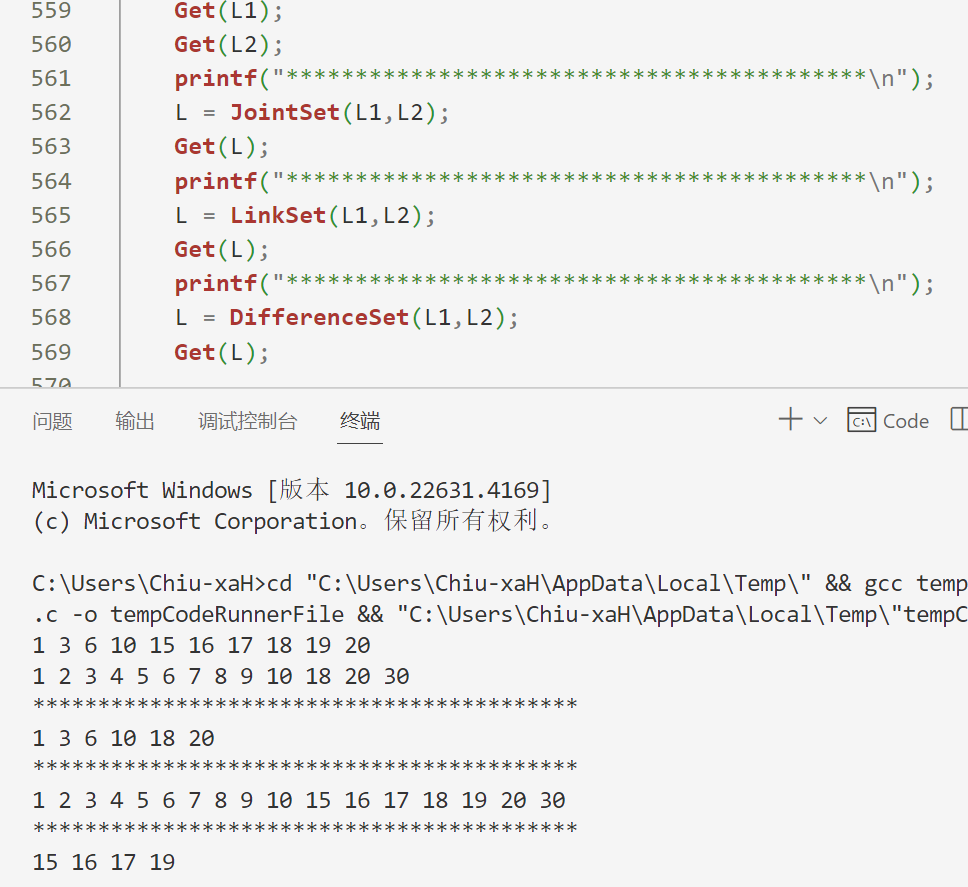 559 Get(L1);
560 Get(L2);
561 printf("******************************************\n");
562 L = JointSet(L1,L2);
563 Get(L);
564 printf("******************************************\n");
565 L = LinkSet(L1,L2);
566 Get(L);
567 printf("******************************************\n");
568 L = DifferenceSet(L1,L2);
569 Get(L);
570
问题 输出 调试控制台 终端 Code
Microsoft Windows [版本 10.0.22631.4169]
(c) Microsoft Corporation。保留所有权利。
C:\Users\Chiu-xaH>cd "C:\Users\Chiu-xaH\AppData\Local\Temp\" && gcc temp
.c -o tempCodeRunnerFile && "C:\Users\Chiu-xaH\AppData\Local\Temp\"tempC
1 3 6 10 15 16 17 18 19 20
1 2 3 4 5 6 7 8 9 10 18 20 30
******************************************
1 3 6 10 18 20
******************************************
1 2 3 4 5 6 7 8 9 10 15 16 17 18 19 20 30
******************************************
15 16 17 19